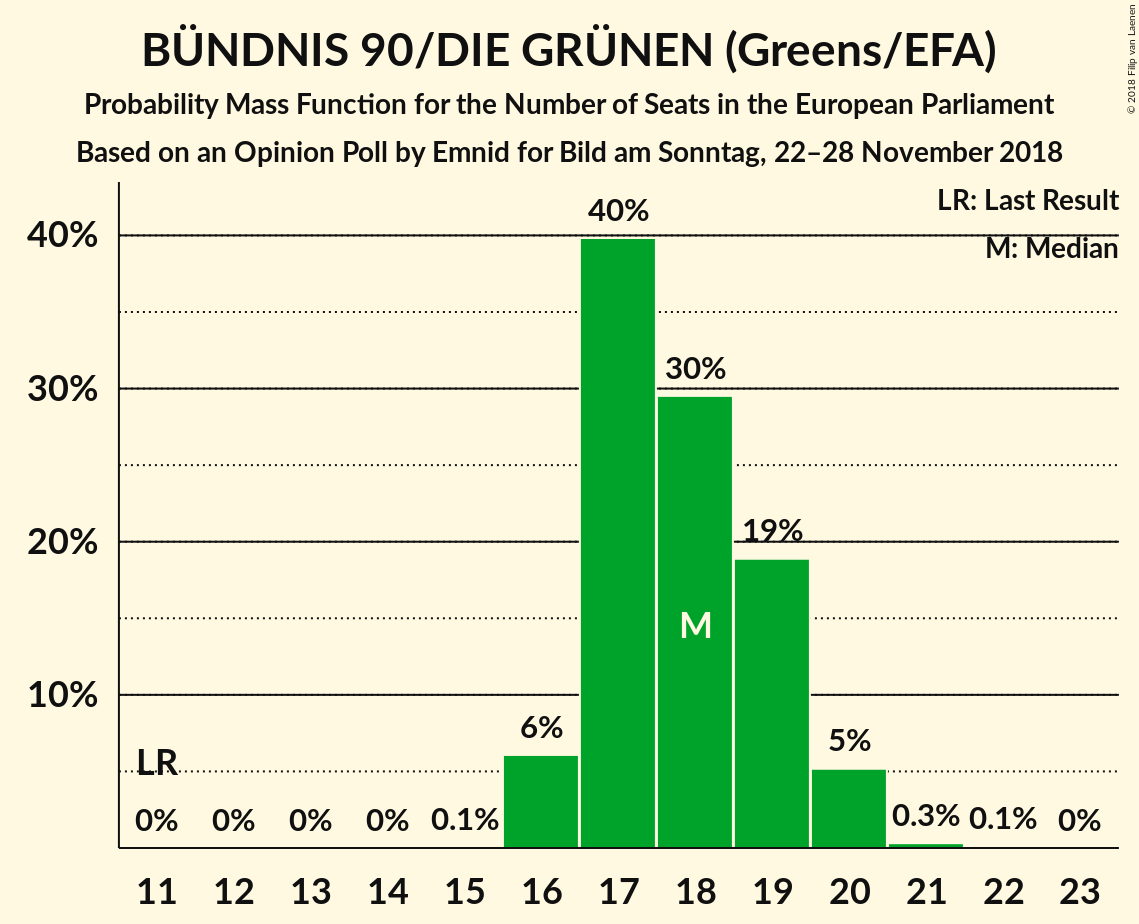 BÜNDNIS 90/DIE GRÜNEN (Greens/EFA)
Probability Mass Function for the Number of Seats in the European Parliament
Based on an Opinion Poll by Emnid for Bild am Sonntag, 22–28 November 2018
© 2018 Filip van Laenen
LR: Last Result
M: Median
40%
30%
20%
10%
LR
0%
0%
0%
0%
0.1%
6%
40%
30%
M
19%
5%
0.3%
0.1%
0%
11 12 13 14 15 16 17 18 19 20 21 22 23